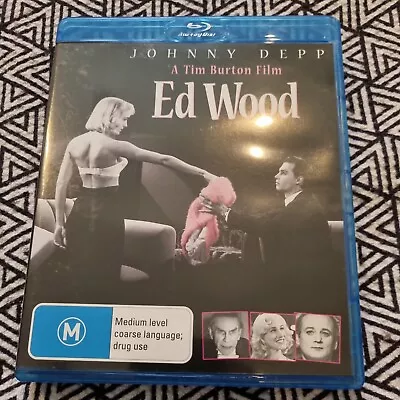 Blu-ray Disc
JOHNNY DEPP
A Tim Burton Film
Ed Wood
M
Medium level
coarse language;
drug use